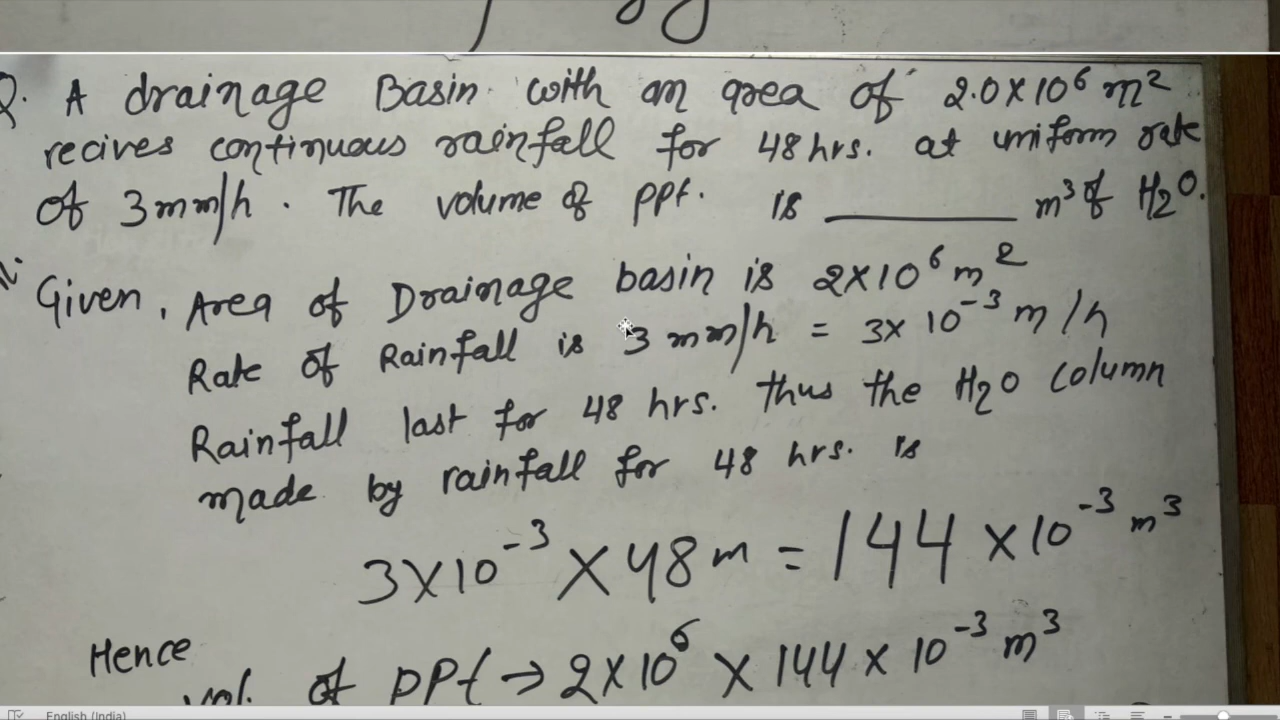 Q. A drainage Basin with an area of 2.0×10⁶ m²
recives continuous rainfall for 48 hrs. at uniform rate
of 3mm/h. The volume of ppt. is ________ m³ of H₂O.
Given, Area of Drainage basin is 2×10⁶ m²
Rate of Rainfall is 3 mm/h = 3×10⁻³ m/h
Rainfall last for 48 hrs. thus the H₂O column
made by rainfall for 48 hrs. is
3×10⁻³ × 48 m = 144 × 10⁻³ m³
Hence
vol. of ppt → 2×10⁶ × 144 × 10⁻³ m³
English (India)